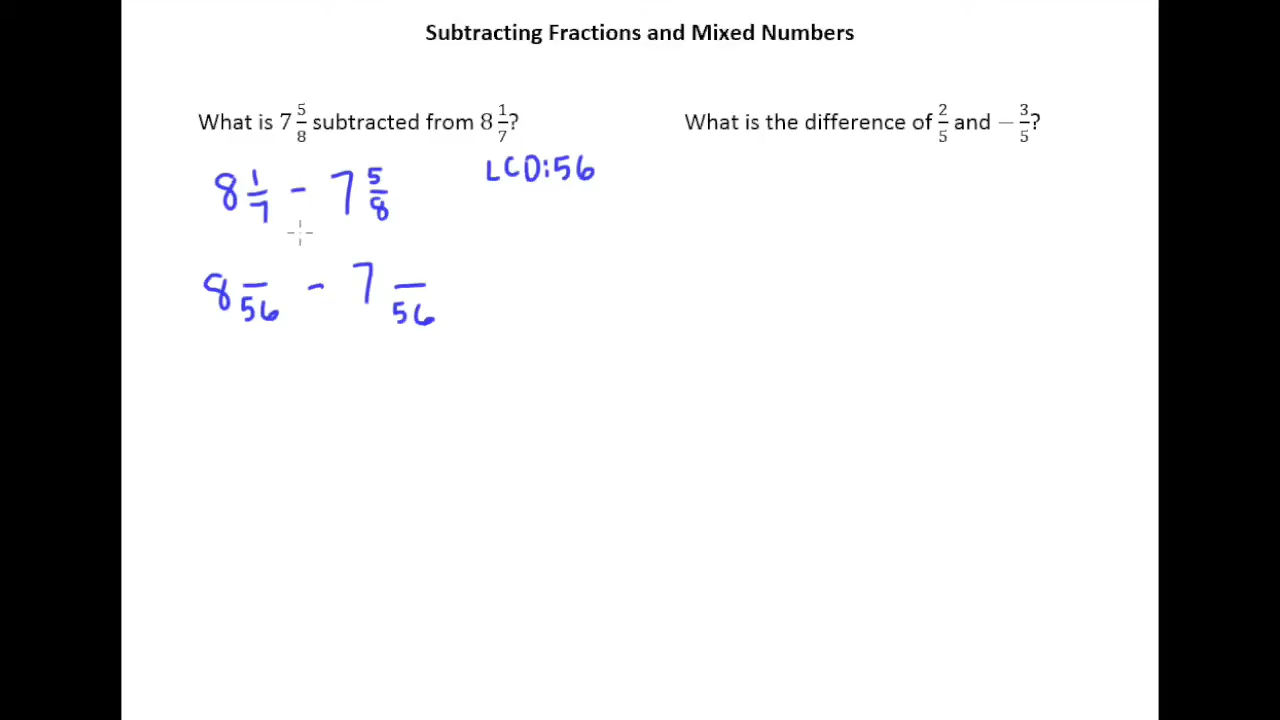 Subtracting Fractions and Mixed Numbers
What is 7 5/8 subtracted from 8 1/7?
8 1/7 - 7 5/8
LCD:56
8 /56 - 7 /56
What is the difference of 2/5 and −3/5?